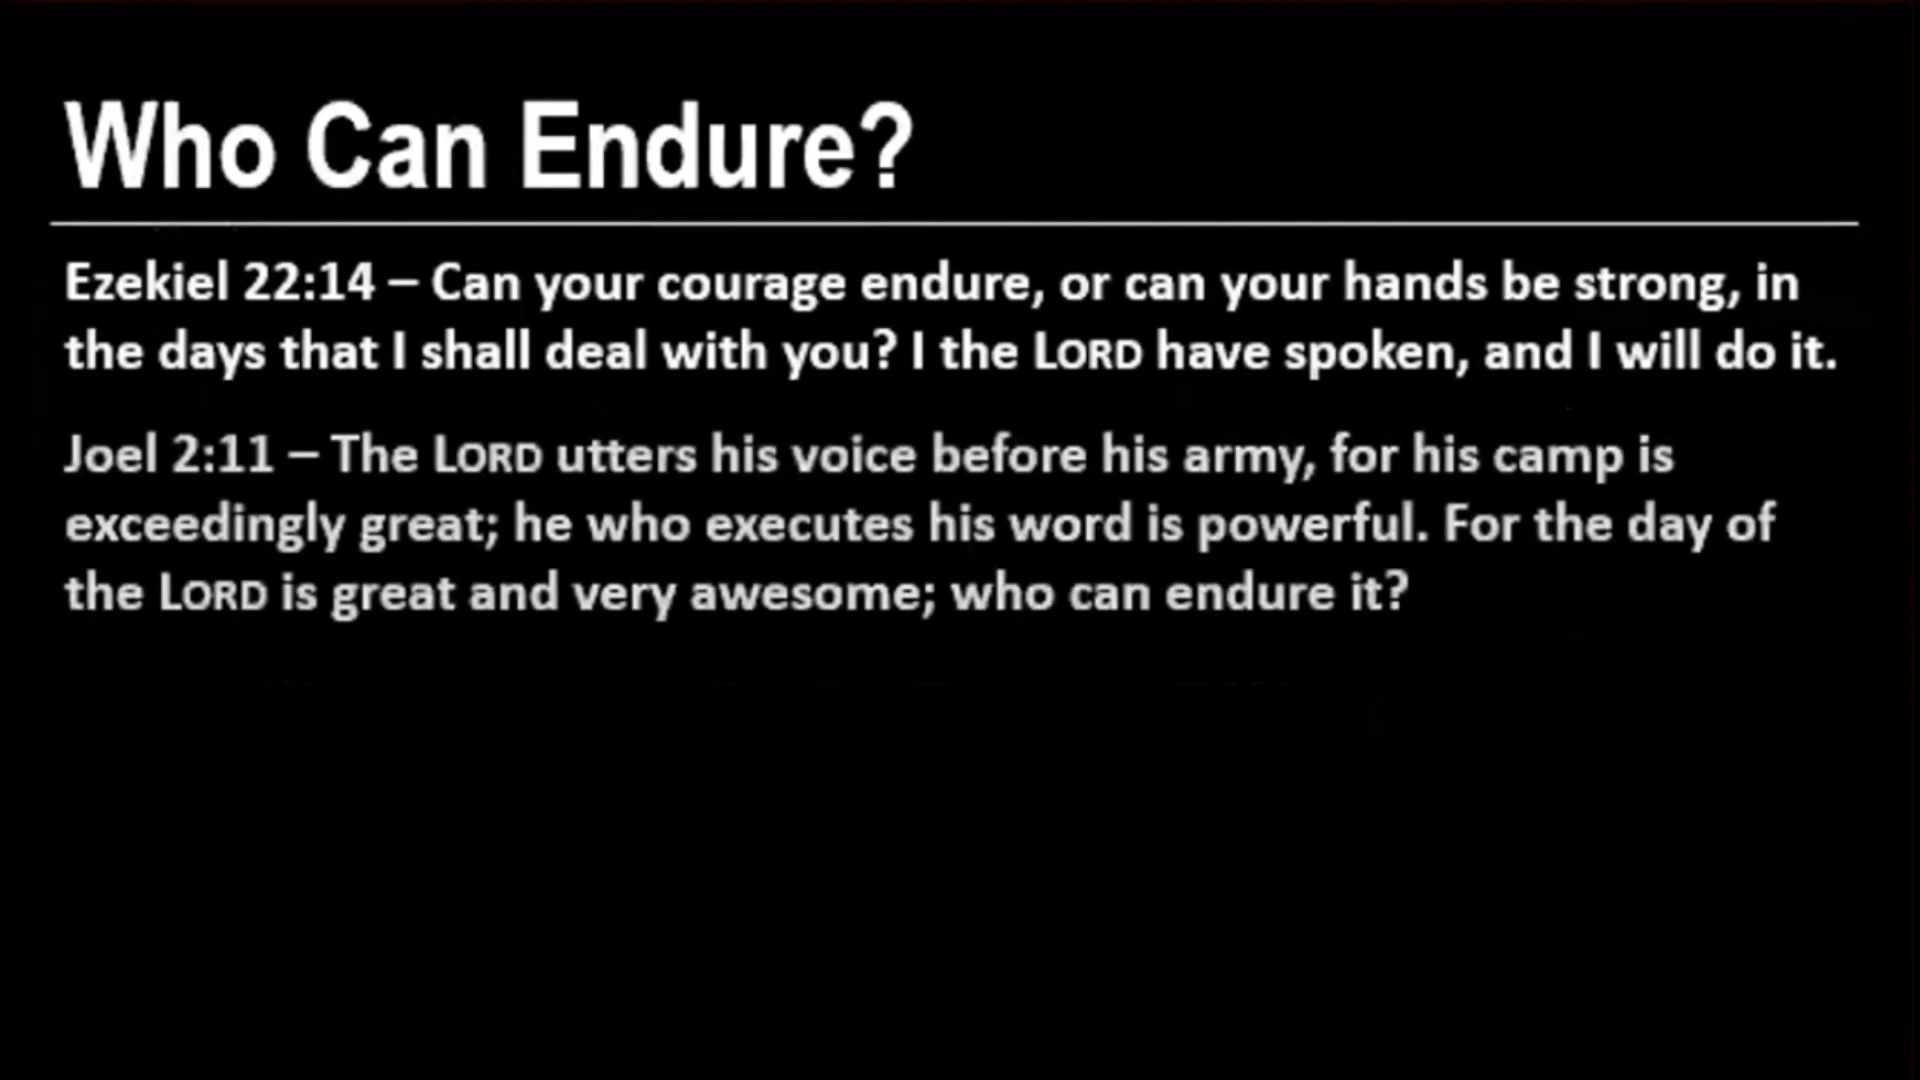 Who Can Endure?
Ezekiel 22:14 – Can your courage endure, or can your hands be strong, in
the days that I shall deal with you? I the LORD have spoken, and I will do it.
Joel 2:11 – The LORD utters his voice before his army, for his camp is
exceedingly great; he who executes his word is powerful. For the day of
the LORD is great and very awesome; who can endure it?